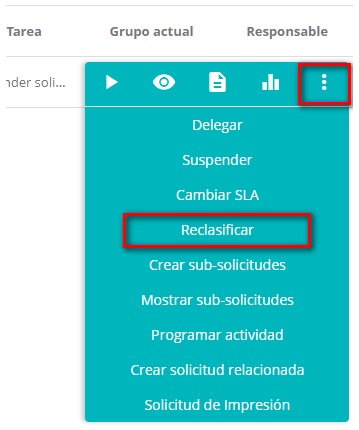 Tarea Grupo actual Responsable
nder soli...
Delegar
Suspender
Cambiar SLA
Reclasificar
Crear sub-solicitudes
Mostrar sub-solicitudes
Programar actividad
Crear solicitud relacionada
Solicitud de Impresión